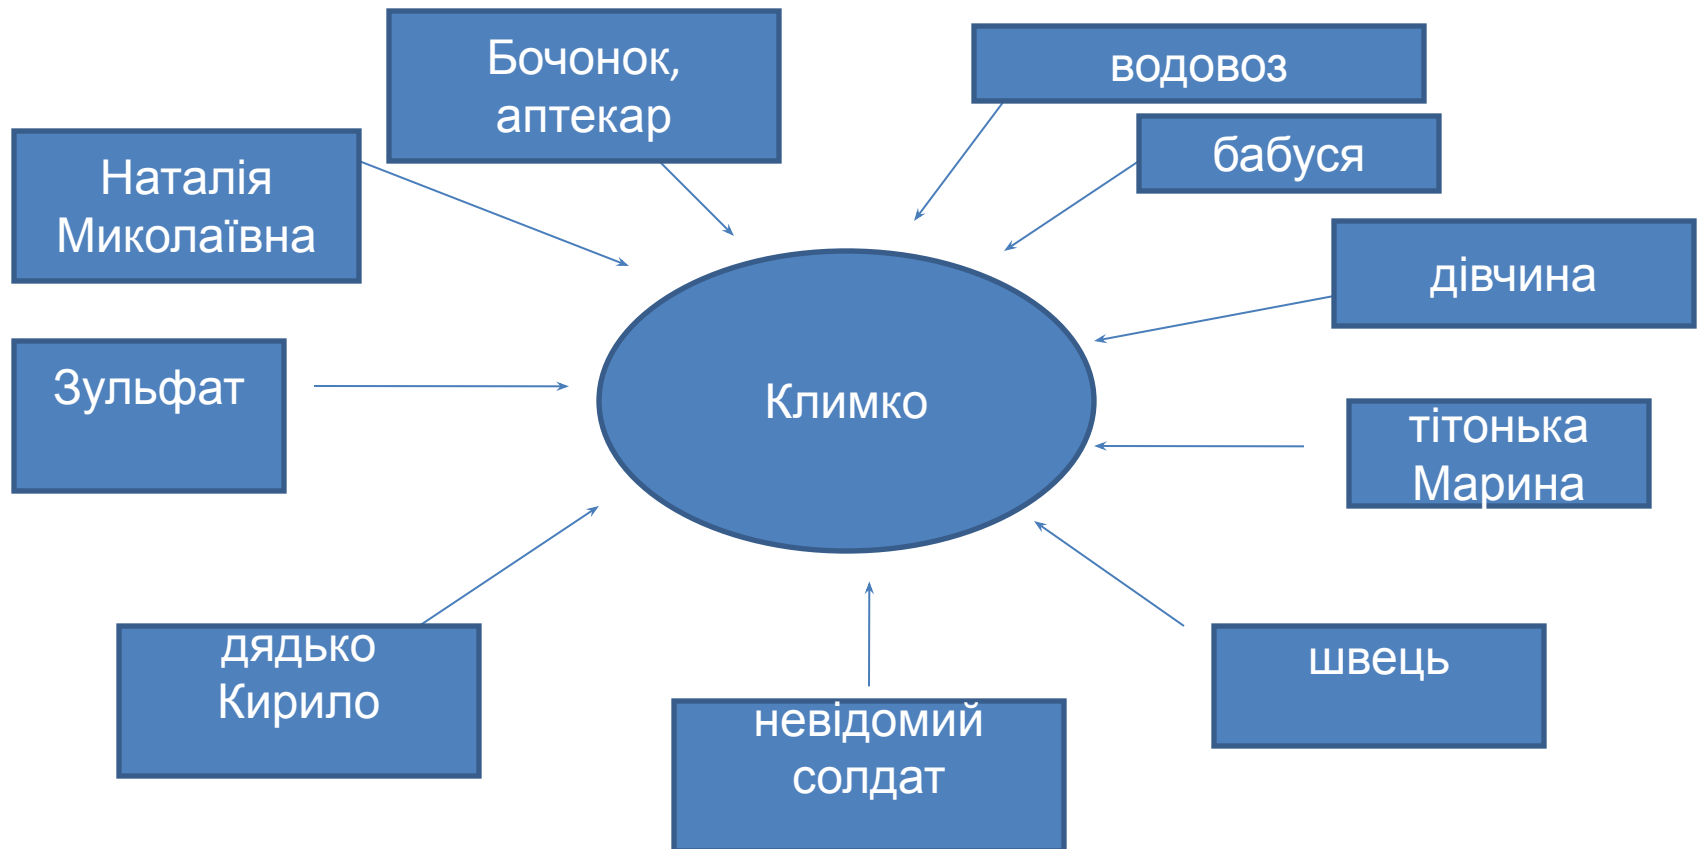 Бочонок,
аптекар
водовоз
бабуся
Наталія
Миколаївна
дівчина
Зульфат
Климко
тітонька
Марина
дядько
Кирило
швець
невідомий
солдат